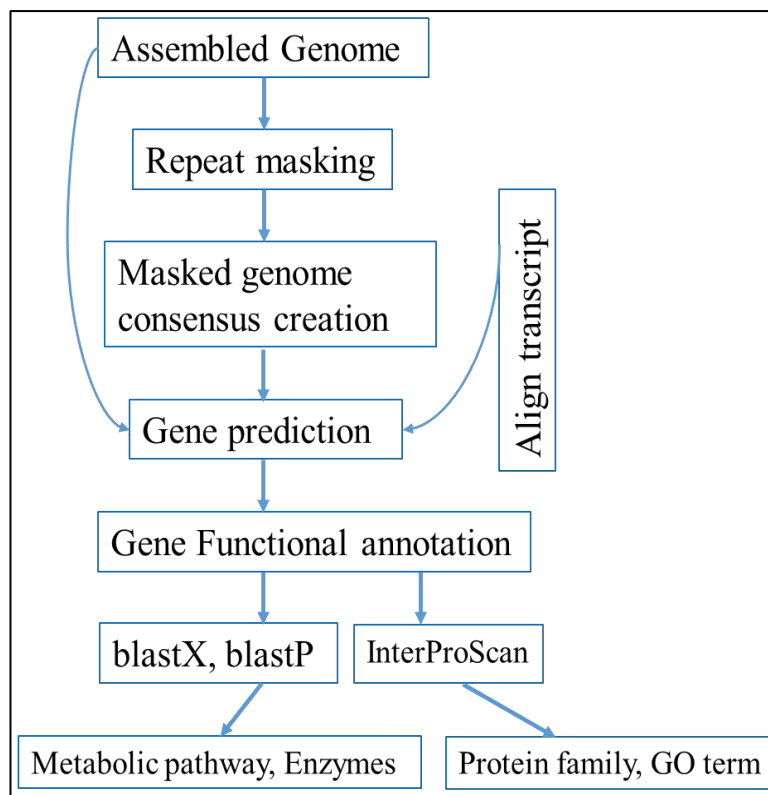 Assembled Genome
Repeat masking
Masked genome
consensus creation
Align transcript
Gene prediction
Gene Functional annotation
blastX, blastP
InterProScan
Metabolic pathway, Enzymes
Protein family, GO term